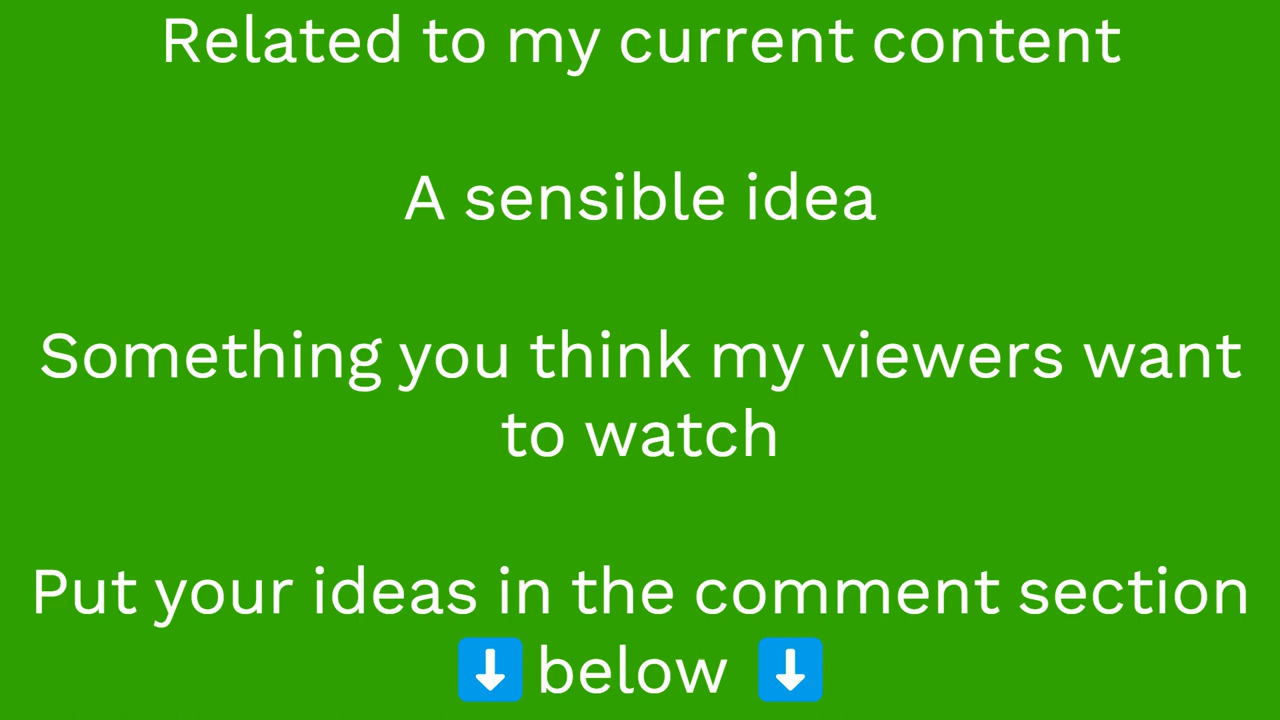 Related to my current content
A sensible idea
Something you think my viewers want
to watch
Put your ideas in the comment section
⬇️ below ⬇️